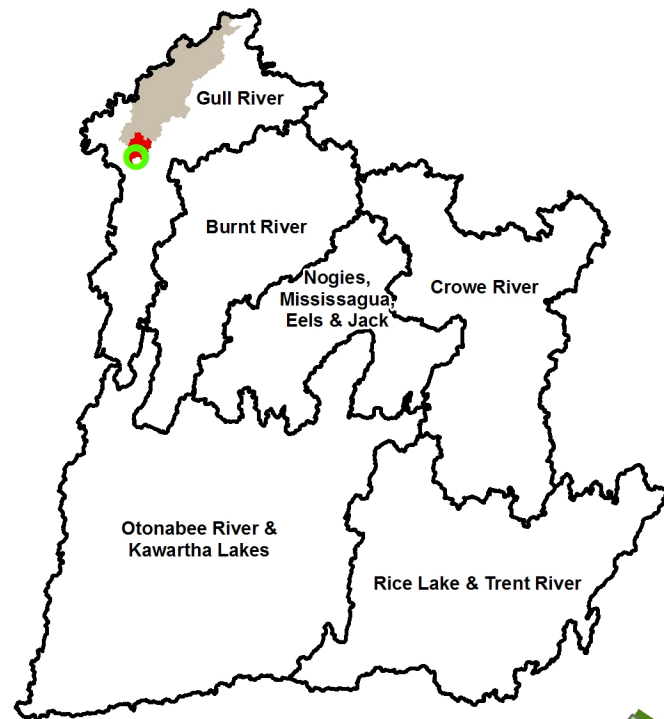 Gull River
Burnt River
Nogies,
Mississagua,
Eels & Jack
Crowe River
Otonabee River &
Kawartha Lakes
Rice Lake & Trent River